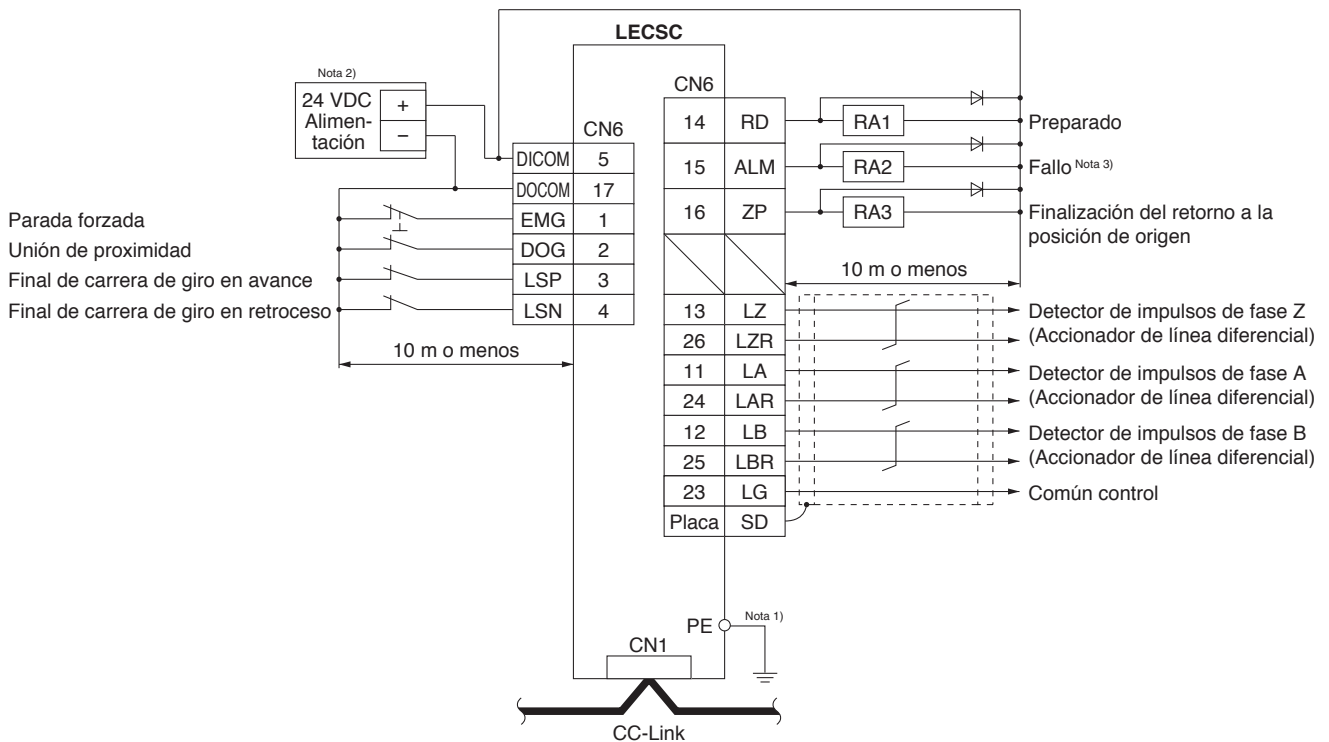 LECSC
Nota 2)
24 VDC
Alimen-
tación
+
−
CN6
DICOM 5
DOCOM 17
EMG 1
DOG 2
LSP 3
LSN 4
Parada forzada
Unión de proximidad
Final de carrera de giro en avance
Final de carrera de giro en retroceso
10 m o menos
CN6
14 RD RA1 Preparado
15 ALM RA2 Fallo Nota 3)
16 ZP RA3 Finalización del retorno a la
posición de origen
10 m o menos
13 LZ Detector de impulsos de fase Z
26 LZR (Accionador de línea diferencial)
11 LA Detector de impulsos de fase A
24 LAR (Accionador de línea diferencial)
12 LB Detector de impulsos de fase B
25 LBR (Accionador de línea diferencial)
23 LG Común control
Placa SD
PE Nota 1)
CN1
CC-Link